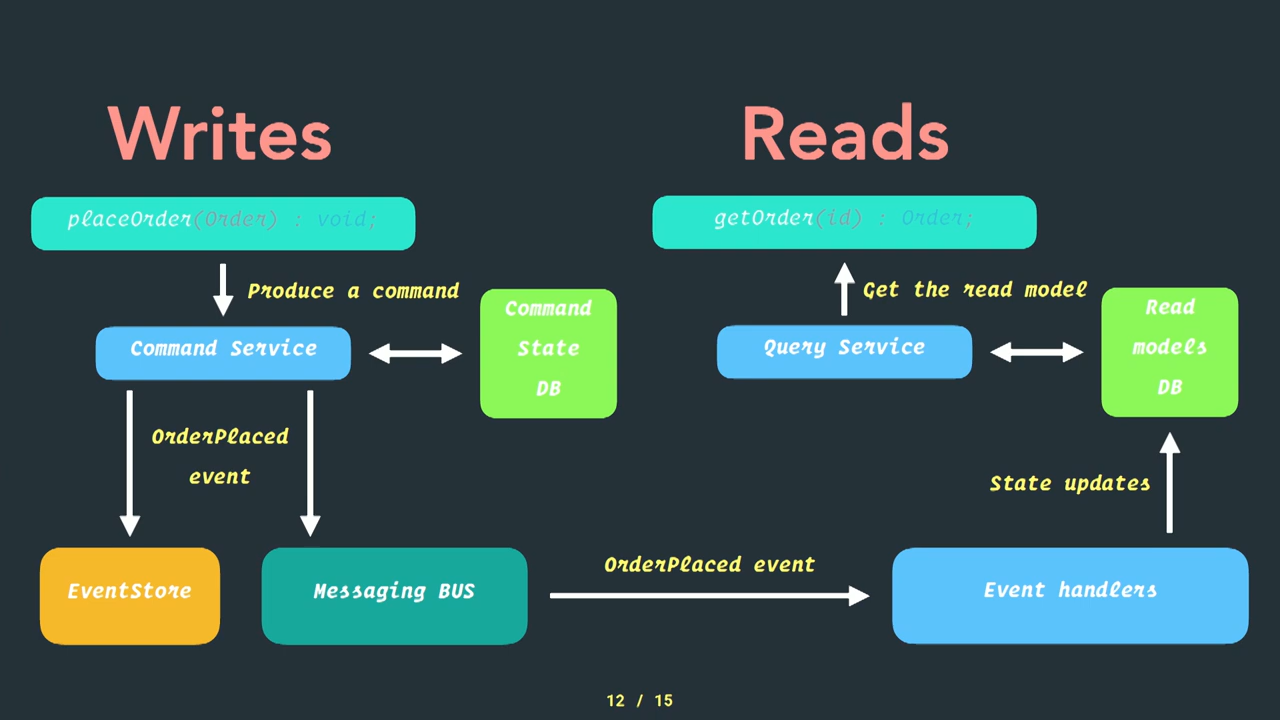 Writes
placeOrder(Order) : void;
Produce a command
Command Service
Command
State
DB
OrderPlaced
event
EventStore
Messaging BUS
OrderPlaced event
Reads
getOrder(id) : Order;
Get the read model
Query Service
Read
models
DB
State updates
Event handlers
12 / 15